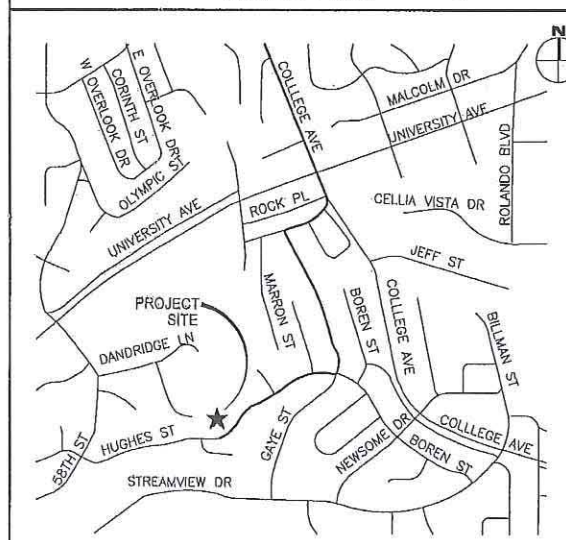 N
W OVERLOOK DR
CORINTH ST
E OVERLOOK DR
OLYMPIC ST
COLLLEGE AVE
MALCOLM DR
UNIVERSITY AVE
ROLANDO BLVD
UNIVERSITY AVE
ROCK PL
CELLIA VISTA DR
JEFF ST
PROJECT
SITE
MARRON ST
BOREN ST
COLLLEGE AVE
BILLMAN ST
DANDRIDGE LN
HUGHES ST
58TH ST
GAYE ST
NEWSOME DR
COLLLEGE AVE
BOREN ST
STREAMVIEW DR